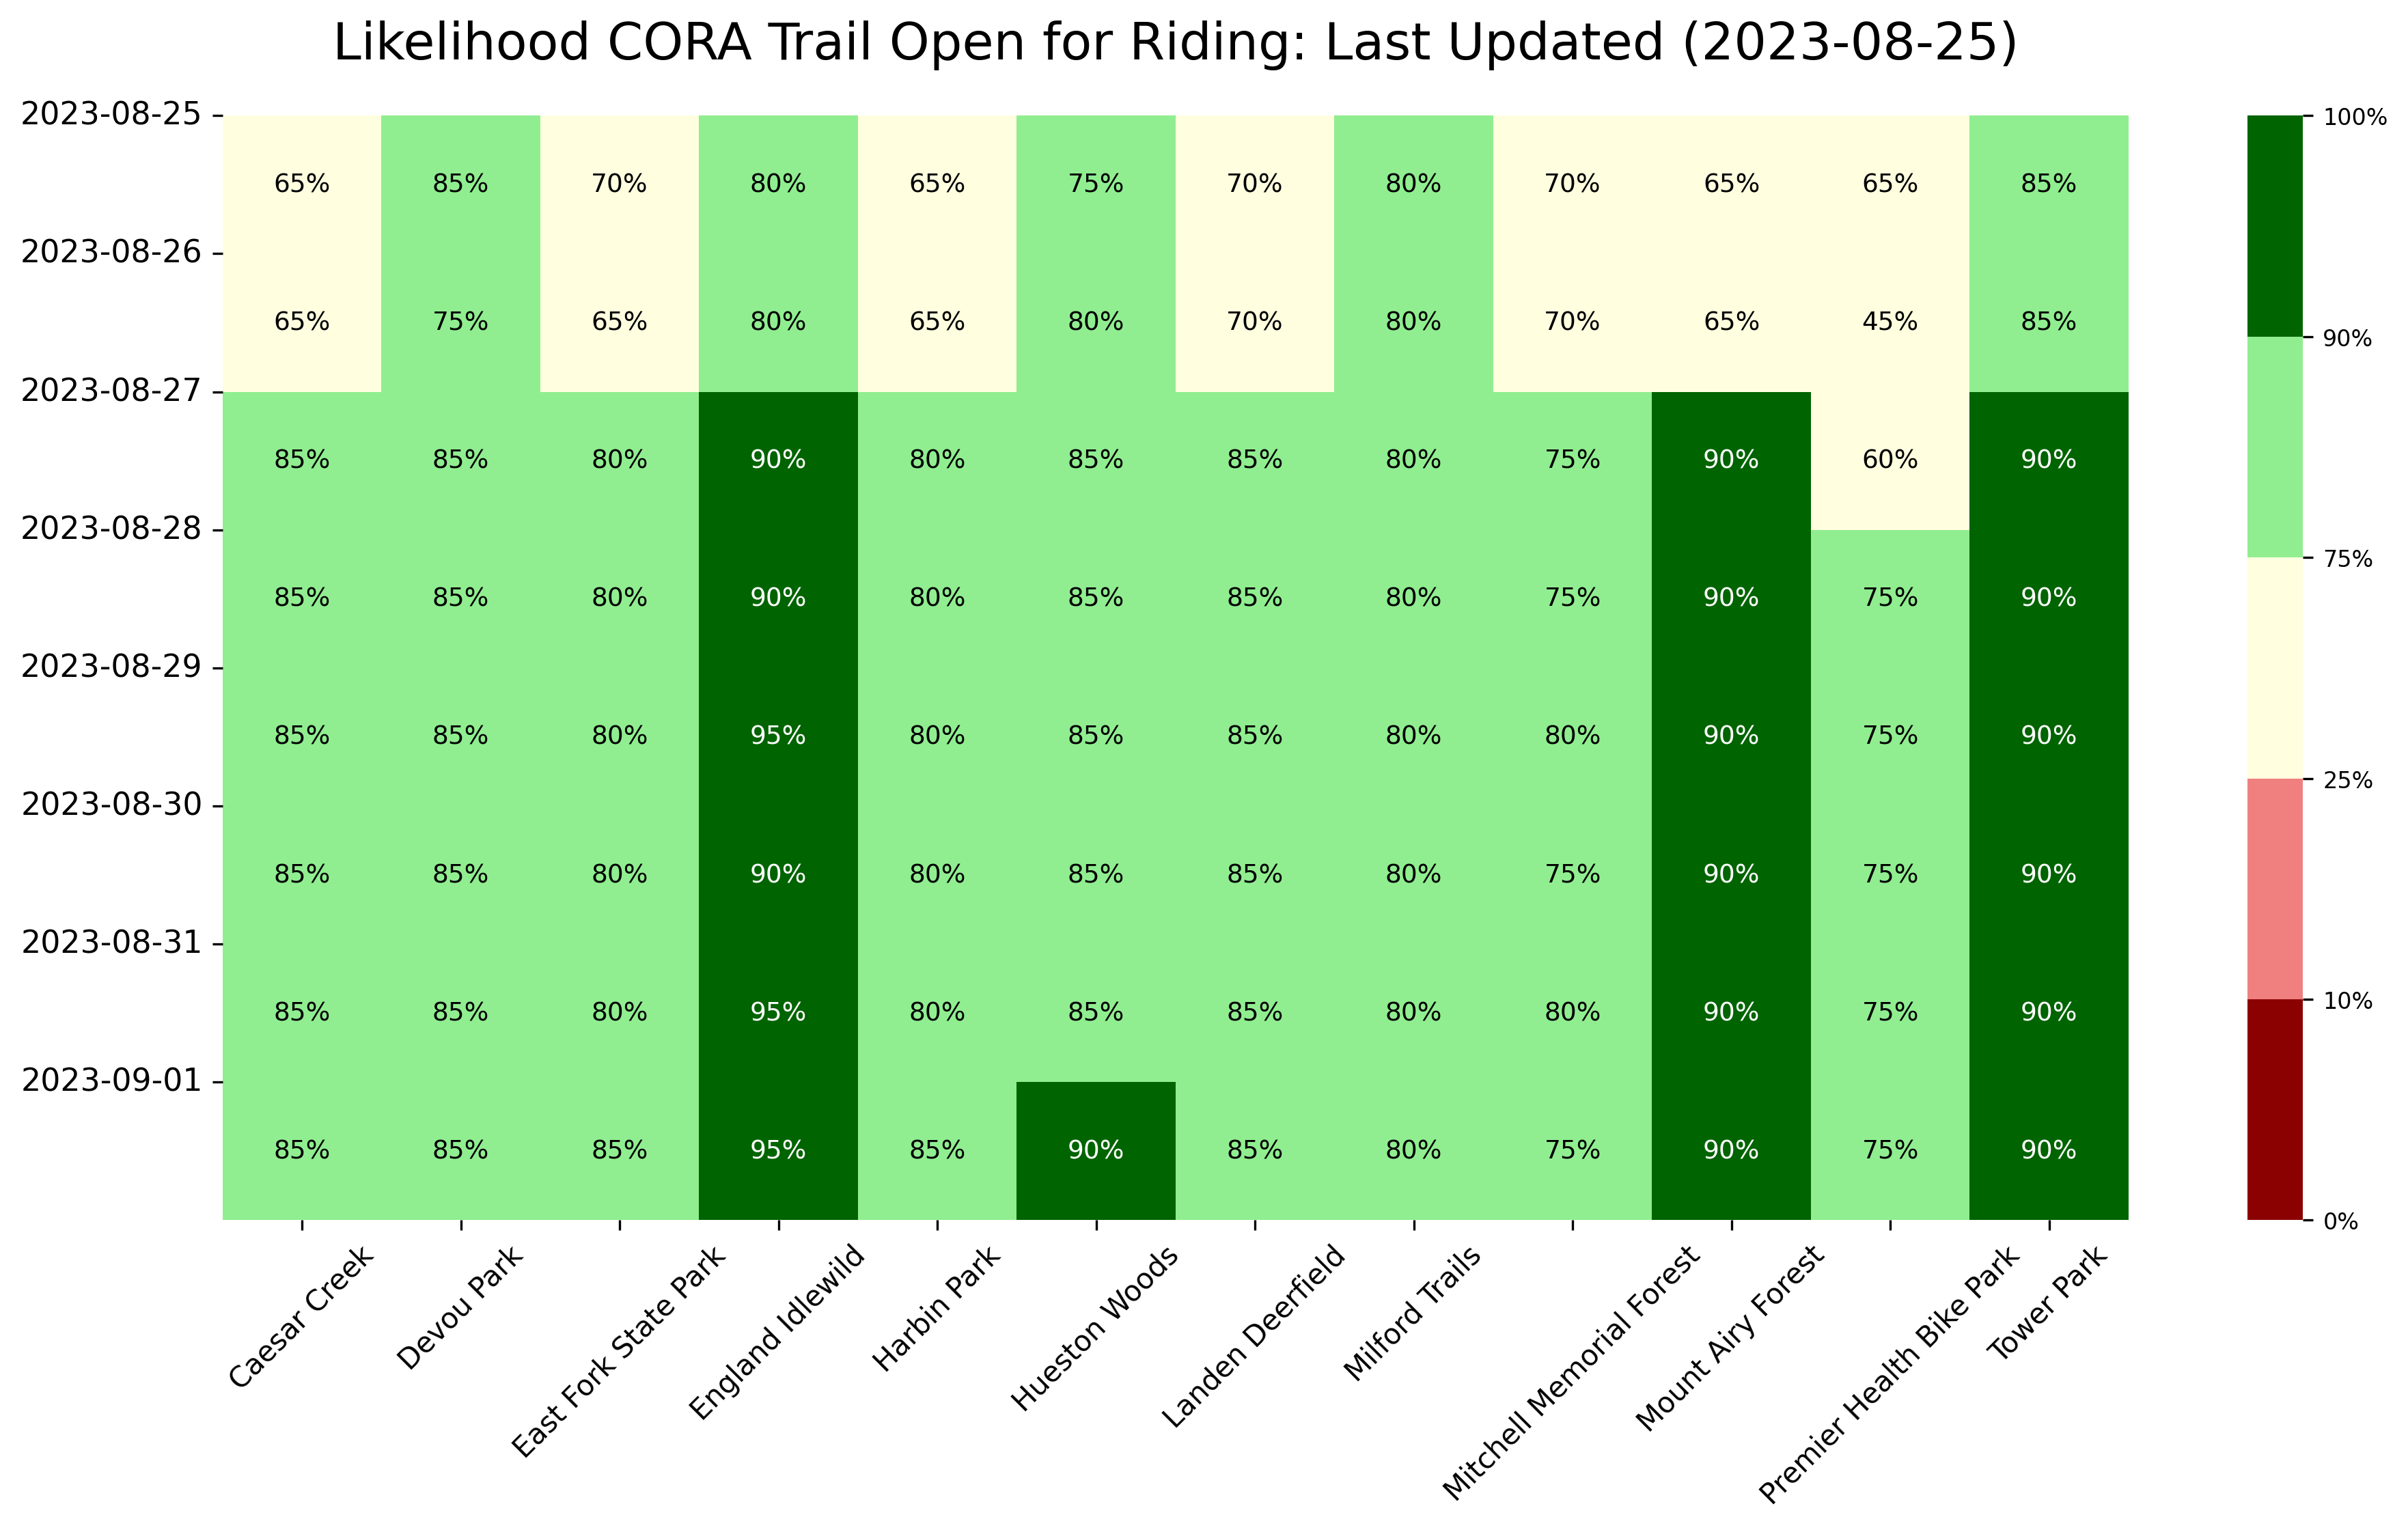 Likelihood CORA Trail Open for Riding: Last Updated (2023-08-25)
2023-08-25
65% 85% 70% 80% 65% 75% 70% 80% 70% 65% 65% 85%
2023-08-26
65% 75% 65% 80% 65% 80% 70% 80% 70% 65% 45% 85%
2023-08-27
85% 85% 80% 90% 80% 85% 85% 80% 75% 90% 60% 90%
2023-08-28
85% 85% 80% 90% 80% 85% 85% 80% 75% 90% 75% 90%
2023-08-29
85% 85% 80% 95% 80% 85% 85% 80% 80% 90% 75% 90%
2023-08-30
85% 85% 80% 90% 80% 85% 85% 80% 75% 90% 75% 90%
2023-08-31
85% 85% 80% 95% 80% 85% 85% 80% 80% 90% 75% 90%
2023-09-01
85% 85% 85% 95% 85% 90% 85% 80% 75% 90% 75% 90%
Caesar Creek
Devou Park
East Fork State Park
England Idlewild
Harbin Park
Hueston Woods
Landen Deerfield
Milford Trails
Mitchell Memorial Forest
Mount Airy Forest
Premier Health Bike Park
Tower Park
100%
90%
75%
25%
10%
0%